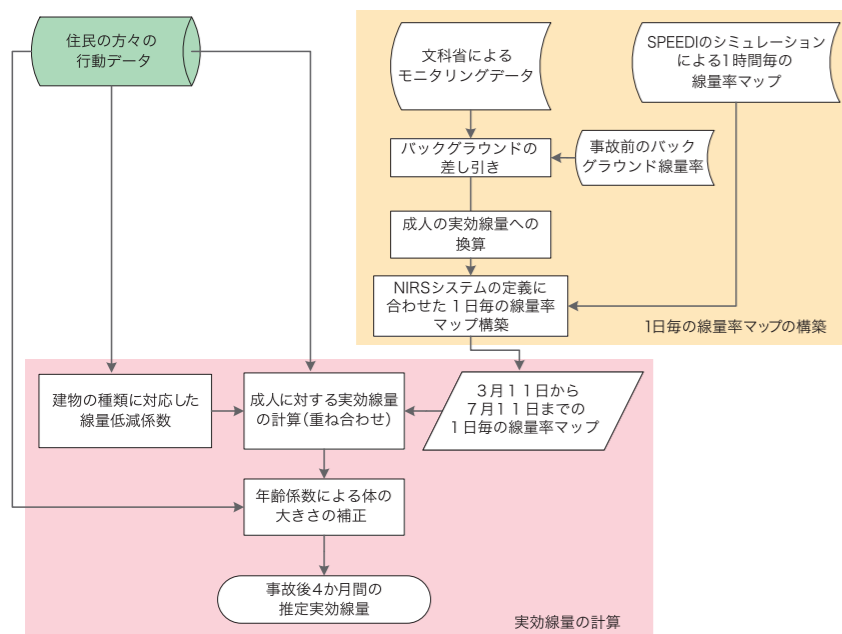 住民の方々の
行動データ
文科省による
モニタリングデータ
SPEEDIのシミュレーション
による1時間毎の
線量率マップ
バックグラウンドの
差し引き
事故前のバック
グラウンド線量率
成人の実効線量への
換算
NIRSシステムの定義に
合わせた１日毎の線量率
マップ構築
1日毎の線量率マップの構築
建物の種類に対応した
線量低減係数
成人に対する実効線量
の計算（重ね合わせ）
３月１１日から
７月１１日までの
１日毎の線量率マップ
年齢係数による体の
大きさの補正
事故後4か月間の
推定実効線量
実効線量の計算